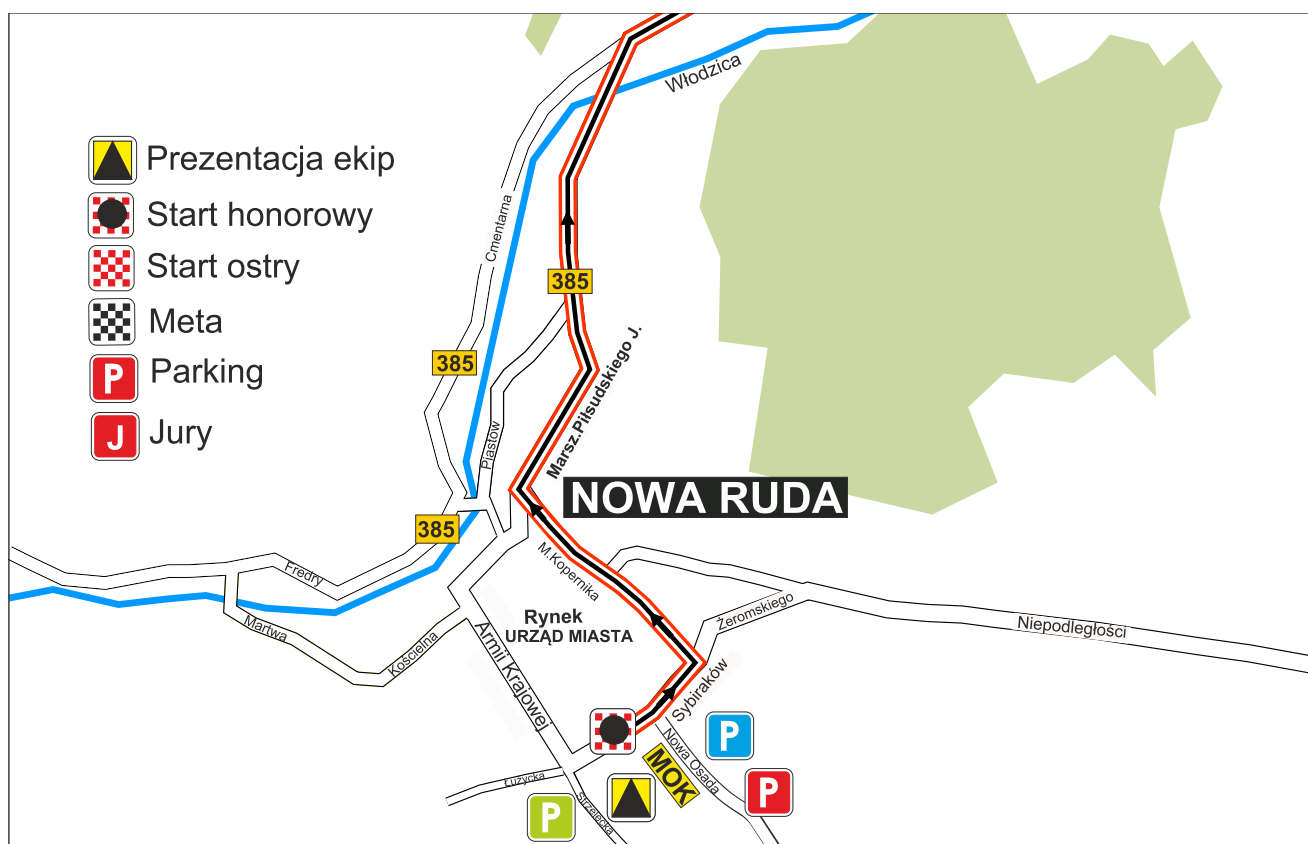 Włodzica
Prezentacja ekip
Start honorowy
Cmentarna
Start ostry
385
Meta
Marsz.Piłsudskiego J.
385
Parking
P
Jury
J
Piastów
NOWA RUDA
385
M.Kopernika
Fredry
Żeromskiego
Rynek
URZĄD MIASTA
Niepodległości
Martwa
Kościelna
Armii Krajowej
Sybiraków
P
Nowa Osada
MOK
Łużycka
P
Strzelecka
P